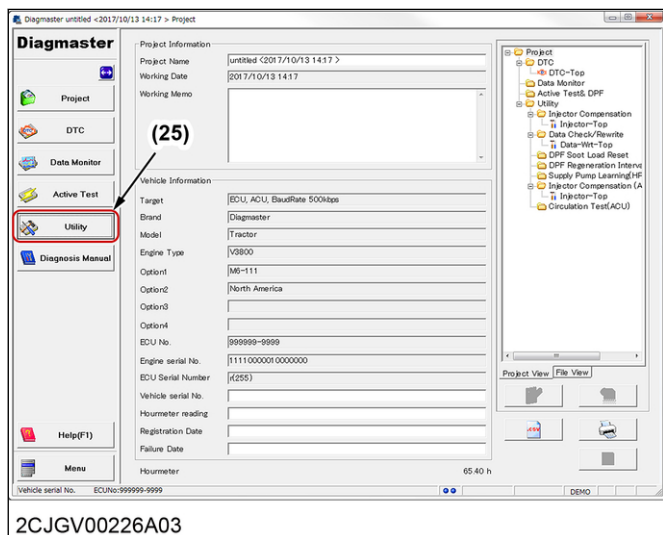 Diagmaster untitled <2017/10/13 14:17 > Project
Diagmaster
Project
DTC
Data Monitor
Active Test
Utility
Diagnosis Manual
Help(F1)
Menu
(25)
Project Information
Project Name untitled <2017/10/13 14:17 >
Working Date 2017/10/13 14:17
Working Memo
Vehicle Information
Target ECU, ACU, BaudRate 500kbps
Brand Diagmaster
Model Tractor
Engine Type V3800
Option1 M6-111
Option2 North America
Option3
Option4
ECU No. 999999-9999
Engine serial No. 11110000010000000
ECU Serial Number r(255)
Vehicle serial No.
Hourmeter reading
Registration Date
Failure Date
Hourmeter 65.40 h
Project
DTC
DTC-Top
Data Monitor
Active Test& DPF
Utility
Injector Compensation
Injector-Top
Data Check/Rewrite
Data-Wrt-Top
DPF Soot Load Reset
DPF Regeneration Interva
Supply Pump Learning(HF
Injector Compensation (A
Injector-Top
Circulation Test(ACU)
Project View File View
Vehicle serial No. ECUNo:999999-9999 DEMO
2CJGV00226A03